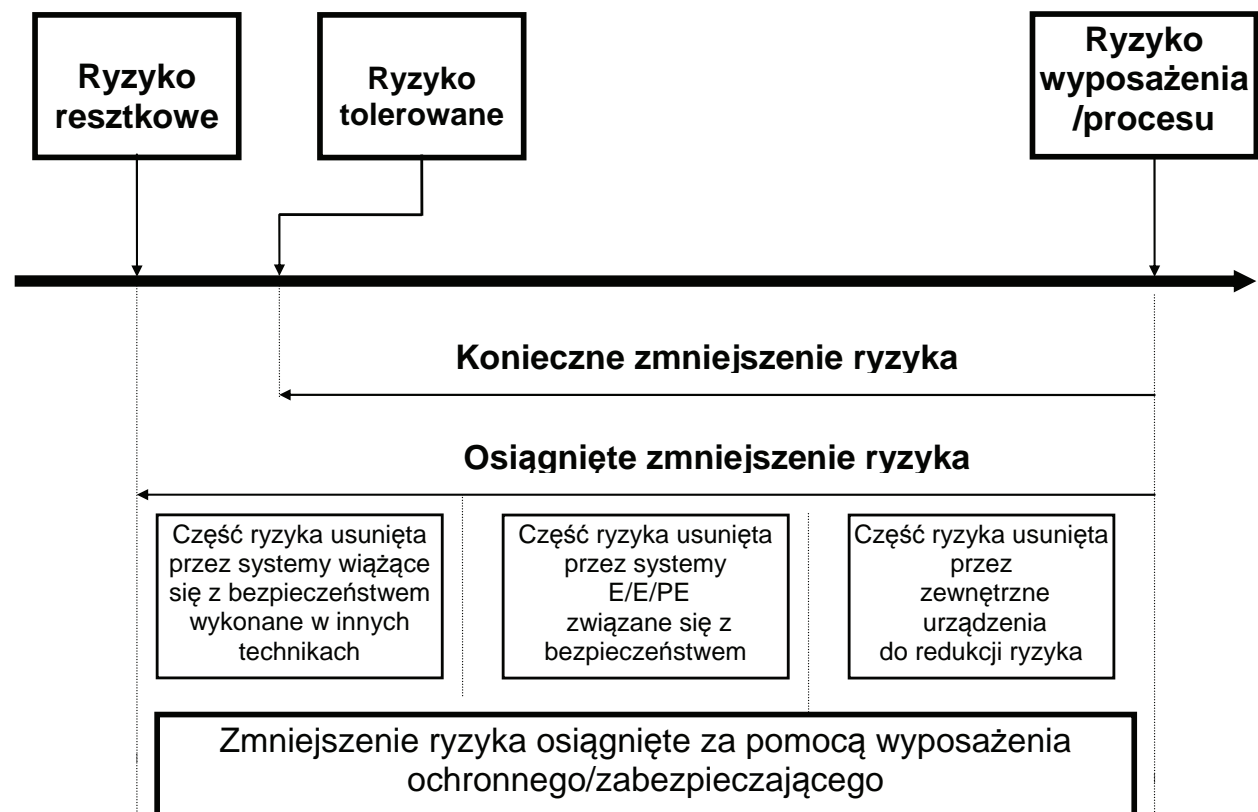 Ryzyko
resztkowe
Ryzyko
tolerowane
Ryzyko
wyposażenia
/procesu
Konieczne zmniejszenie ryzyka
Osiągnięte zmniejszenie ryzyka
Część ryzyka usunięta
przez systemy wiążące
się z bezpieczeństwem
wykonane w innych
technikach
Część ryzyka usunięta
przez systemy
E/E/PE
związane się z
bezpieczeństwem
Część ryzyka usunięta
przez
zewnętrzne
urządzenia
do redukcji ryzyka
Zmniejszenie ryzyka osiągnięte za pomocą wyposażenia
ochronnego/zabezpieczającego